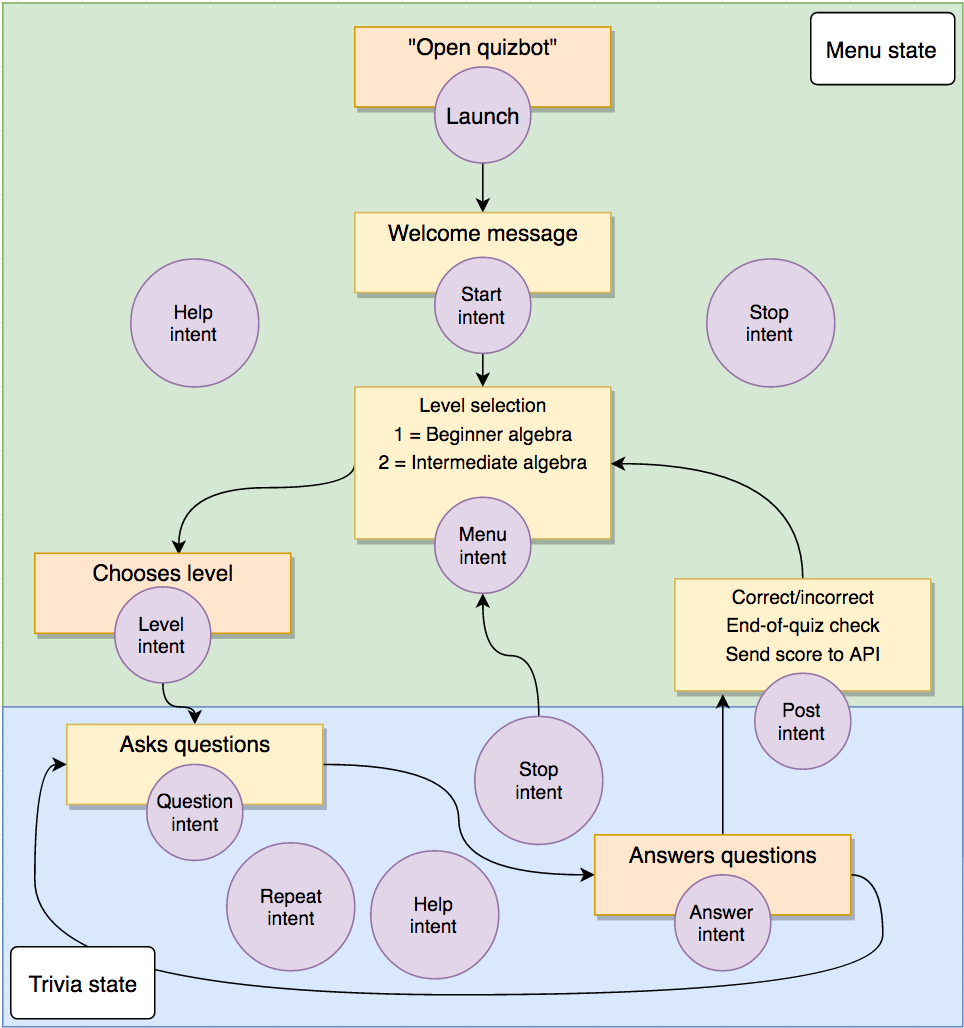 "Open quizbot"
Menu state
Launch
Welcome message
Start
intent
Help
intent
Stop
intent
Level selection
1 = Beginner algebra
2 = Intermediate algebra
Menu
intent
Chooses level
Level
intent
Correct/incorrect
End-of-quiz check
Send score to API
Post
intent
Asks questions
Question
intent
Stop
intent
Answers questions
Answer
intent
Repeat
intent
Help
intent
Trivia state